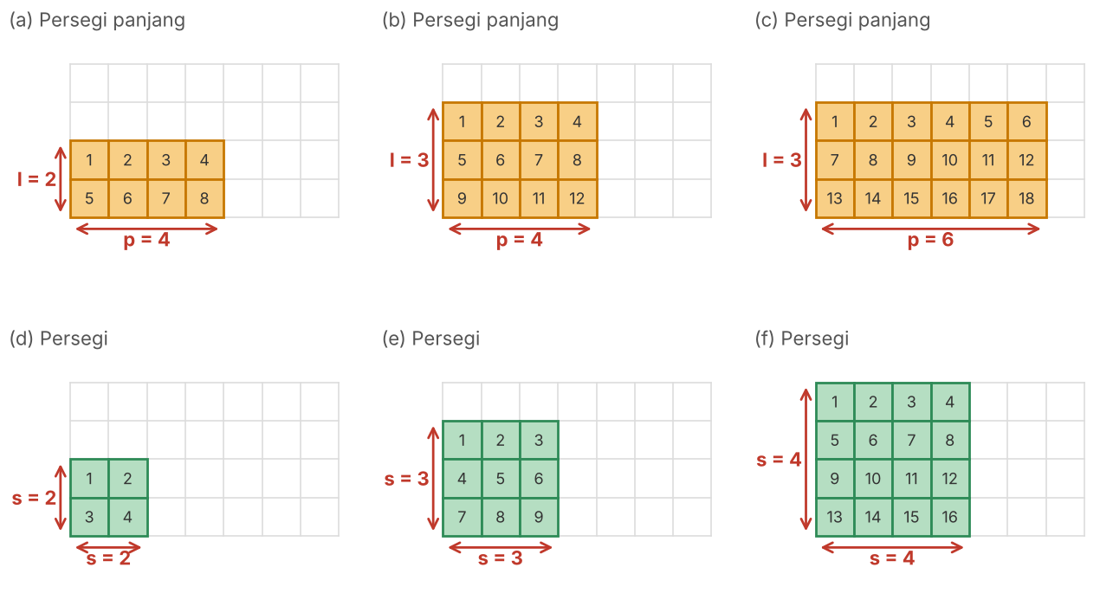 (a) Persegi panjang
1 2 3 4
5 6 7 8
l = 2
p = 4
(b) Persegi panjang
1 2 3 4
5 6 7 8
9 10 11 12
l = 3
p = 4
(c) Persegi panjang
1 2 3 4 5 6
7 8 9 10 11 12
13 14 15 16 17 18
l = 3
p = 6
(d) Persegi
1 2
3 4
s = 2
s = 2
(e) Persegi
1 2 3
4 5 6
7 8 9
s = 3
s = 3
(f) Persegi
1 2 3 4
5 6 7 8
9 10 11 12
13 14 15 16
s = 4
s = 4